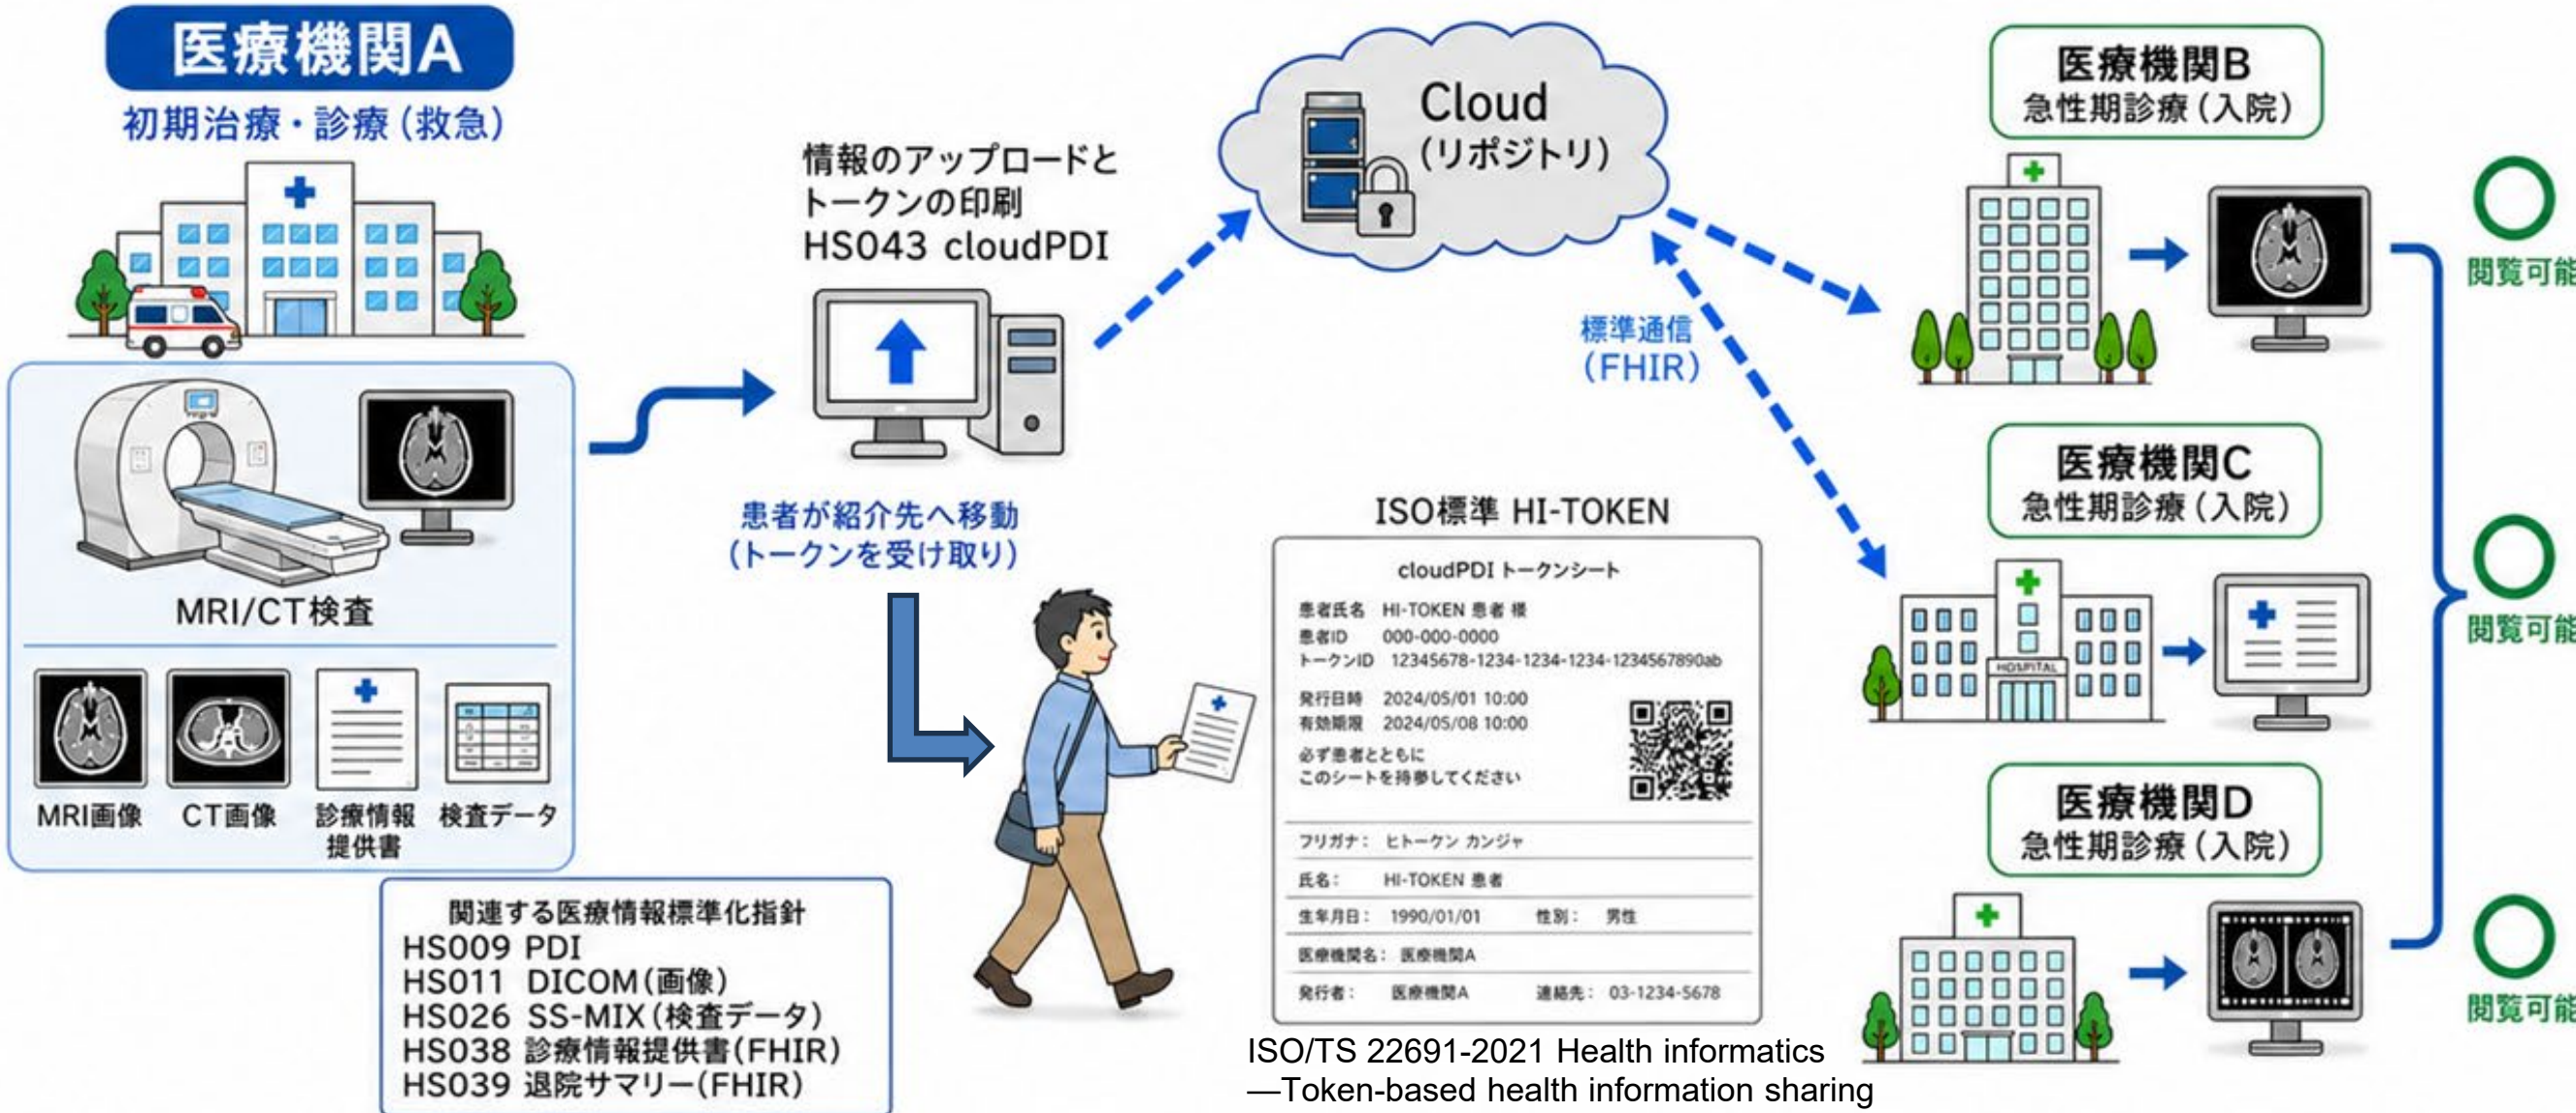 医療機関A
初期治療・診療（救急）
MRI/CT検査
MRI画像
CT画像
診療情報
提供書
検査データ
関連する医療情報標準化指針
HS009 PDI
HS011 DICOM（画像）
HS026 SS-MIX（検査データ）
HS038 診療情報提供書(FHIR)
HS039 退院サマリー(FHIR)
情報のアップロードと
トークンの印刷
HS043 cloudPDI
患者が紹介先へ移動
（トークンを受け取り）
Cloud
（リポジトリ）
標準通信
（FHIR）
ISO標準 HI-TOKEN
cloudPDI トークンシート
患者氏名 HI-TOKEN 患者 様
患者ID 000-000-0000
トークンID 12345678-1234-1234-1234-1234567890ab
発行日時 2024/05/01 10:00
有効期限 2024/05/08 10:00
必ず患者とともに
このシートを持参してください
フリガナ： ヒトークン カンジャ
氏名： HI-TOKEN 患者
生年月日： 1990/01/01 性別： 男性
医療機関名： 医療機関A
発行者： 医療機関A 連絡先： 03-1234-5678
ISO/TS 22691-2021 Health informatics
—Token-based health information sharing
医療機関B
急性期診療（入院）
閲覧可能
医療機関C
急性期診療（入院）
HOSPITAL
閲覧可能
医療機関D
急性期診療（入院）
閲覧可能